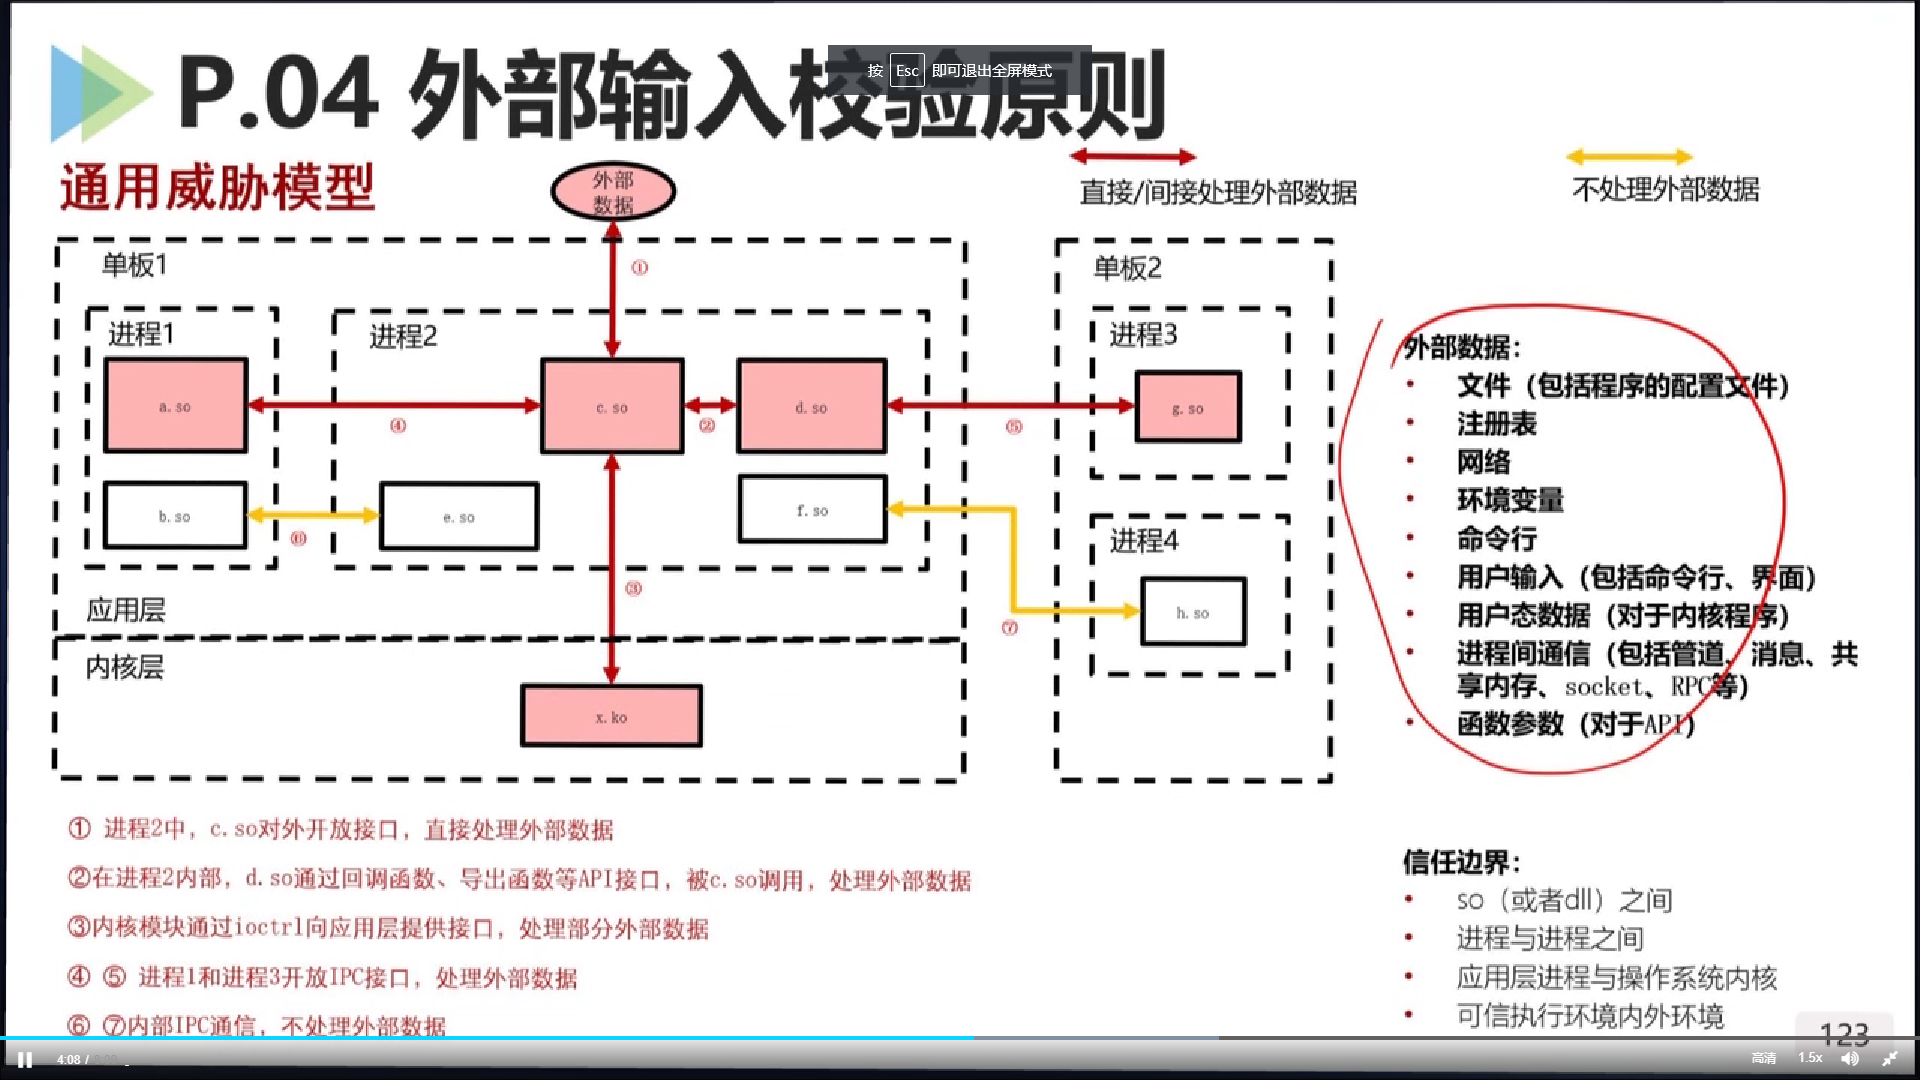 P.04 外部输入校验原则
按 Esc 即可退出全屏模式
通用威胁模型
外部
数据
直接/间接处理外部数据
不处理外部数据
单板1
①
进程1
进程2
a.so
c.so
d.so
④
②
⑤
b.so
e.so
f.so
⑥
③
应用层
内核层
x.ko
单板2
进程3
g.so
进程4
h.so
⑦
外部数据：
• 文件（包括程序的配置文件）
• 注册表
• 网络
• 环境变量
• 命令行
• 用户输入（包括命令行、界面）
• 用户态数据（对于内核程序）
• 进程间通信（包括管道、消息、共
享内存、socket、RPC等）
• 函数参数（对于API）
① 进程2中，c.so对外开放接口，直接处理外部数据
②在进程2内部，d.so通过回调函数、导出函数等API接口，被c.so调用，处理外部数据
③内核模块通过ioctrl向应用层提供接口，处理部分外部数据
④ ⑤ 进程1和进程3开放IPC接口，处理外部数据
⑥ ⑦内部IPC通信，不处理外部数据
信任边界：
• so（或者dll）之间
• 进程与进程之间
• 应用层进程与操作系统内核
• 可信执行环境内外环境
123
4:08 /
高清
1.5x